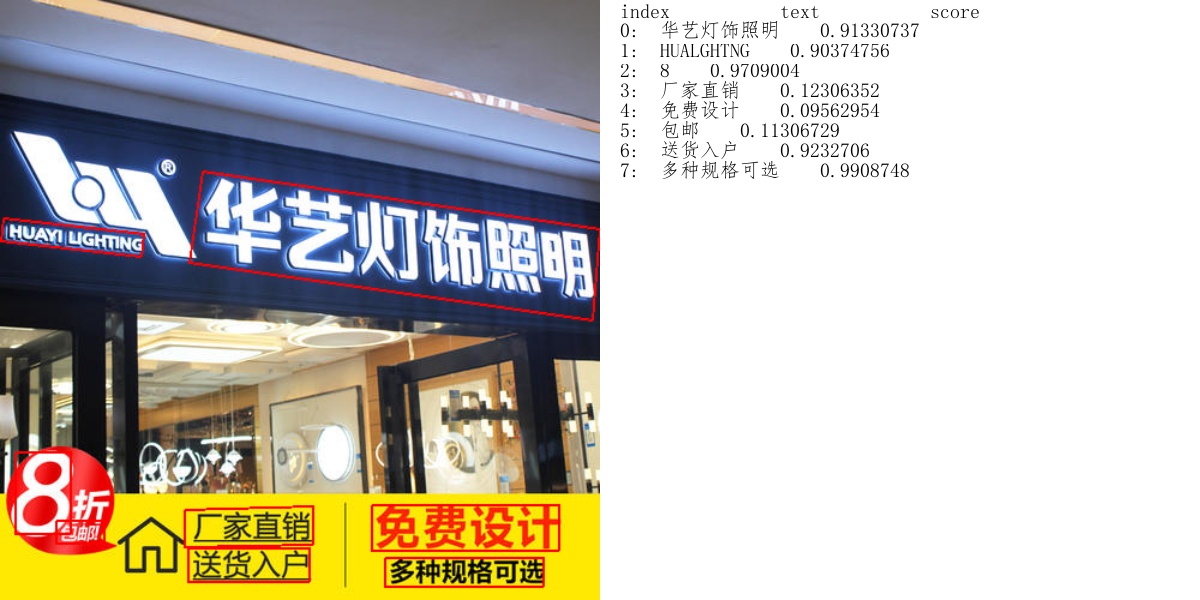 HUAYI LIGHTING
®
华艺灯饰照明
8折
包邮!
厂家直销
送货入户
免费设计
多种规格可选
index text score
0: 华艺灯饰照明 0.91330737
1: HUALGHTNG 0.90374756
2: 8 0.9709004
3: 厂家直销 0.12306352
4: 免费设计 0.09562954
5: 包邮 0.11306729
6: 送货入户 0.9232706
7: 多种规格可选 0.9908748